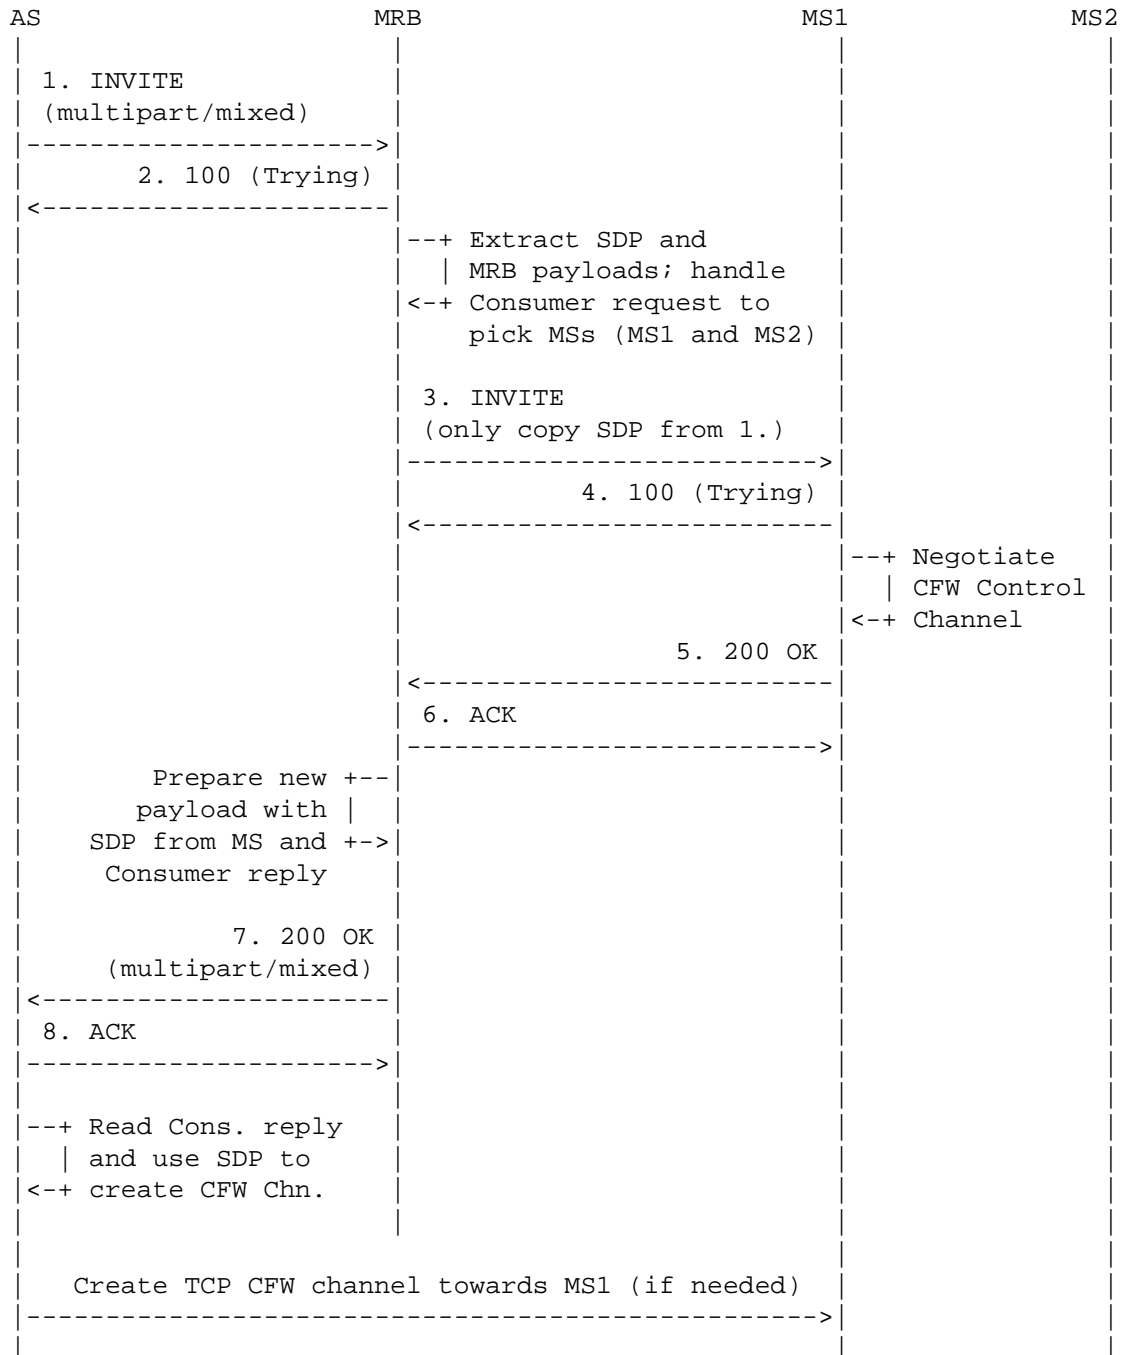 AS MRB MS1 MS2
1. INVITE
(multipart/mixed)
2. 100 (Trying)
Extract SDP and
MRB payloads; handle
Consumer request to
pick MSs (MS1 and MS2)
3. INVITE
(only copy SDP from 1.)
4. 100 (Trying)
Negotiate
CFW Control
Channel
5. 200 OK
6. ACK
Prepare new
payload with
SDP from MS and
Consumer reply
7. 200 OK
(multipart/mixed)
8. ACK
Read Cons. reply
and use SDP to
create CFW Chn.
Create TCP CFW channel towards MS1 (if needed)